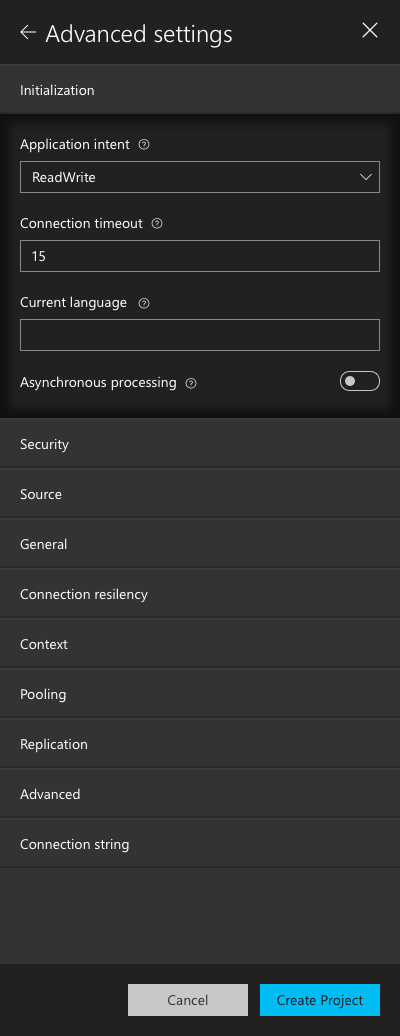 Advanced settings
Initialization
Application intent
ReadWrite
Connection timeout
15
Current language
Asynchronous processing
Security
Source
General
Connection resilency
Context
Pooling
Replication
Advanced
Connection string
Cancel
Create Project